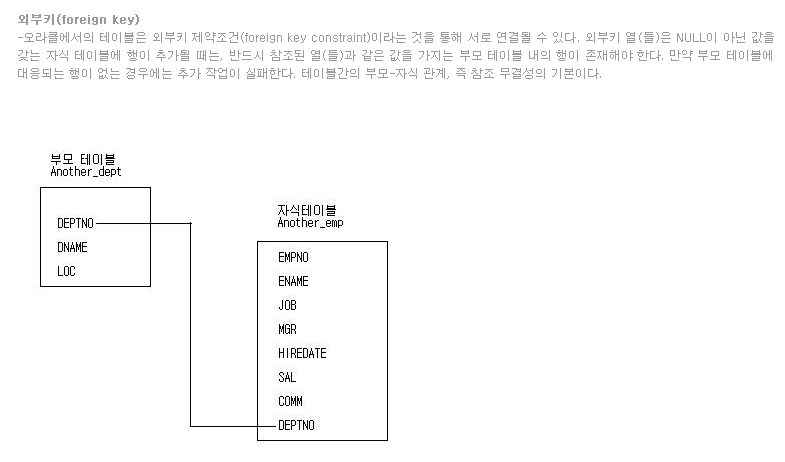 외부키(foreign key)
-오라클에서의 테이블은 외부키 제약조건(foreign key constraint)이라는 것을 통해 서로 연결될 수 있다. 외부키 열(들)은 NULL이 아닌 값을
갖는 자식 테이블에 행이 추가될 때는, 반드시 참조된 열(들)과 같은 값을 가지는 부모 테이블 내의 행이 존재해야 한다. 만약 부모 테이블에
대응되는 행이 없는 경우에는 추가 작업이 실패한다. 테이블간의 부모-자식 관계, 즉 참조 무결성의 기본이다.
부모 테이블
Another_dept
DEPTNO
DNAME
LOC
자식테이블
Another_emp
EMPNO
ENAME
JOB
MGR
HIREDATE
SAL
COMM
DEPTNO